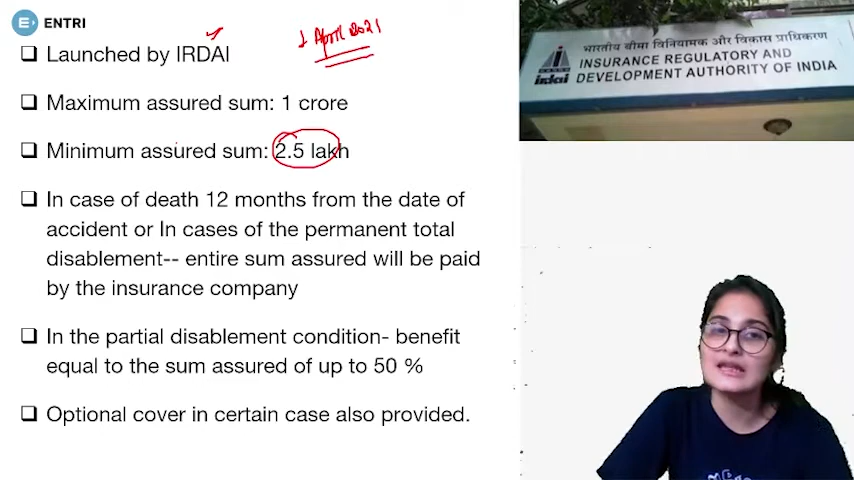 E ENTRI
Launched by IRDAI
1 April 2021
Maximum assured sum: 1 crore
Minimum assured sum: 2.5 lakh
In case of death 12 months from the date of
accident or In cases of the permanent total
disablement-- entire sum assured will be paid
by the insurance company
In the partial disablement condition- benefit
equal to the sum assured of up to 50 %
Optional cover in certain case also provided.
भारतीय बीमा विनियामक और विकास प्राधिकरण
irdai
INSURANCE REGULATORY AND
DEVELOPMENT AUTHORITY OF INDIA